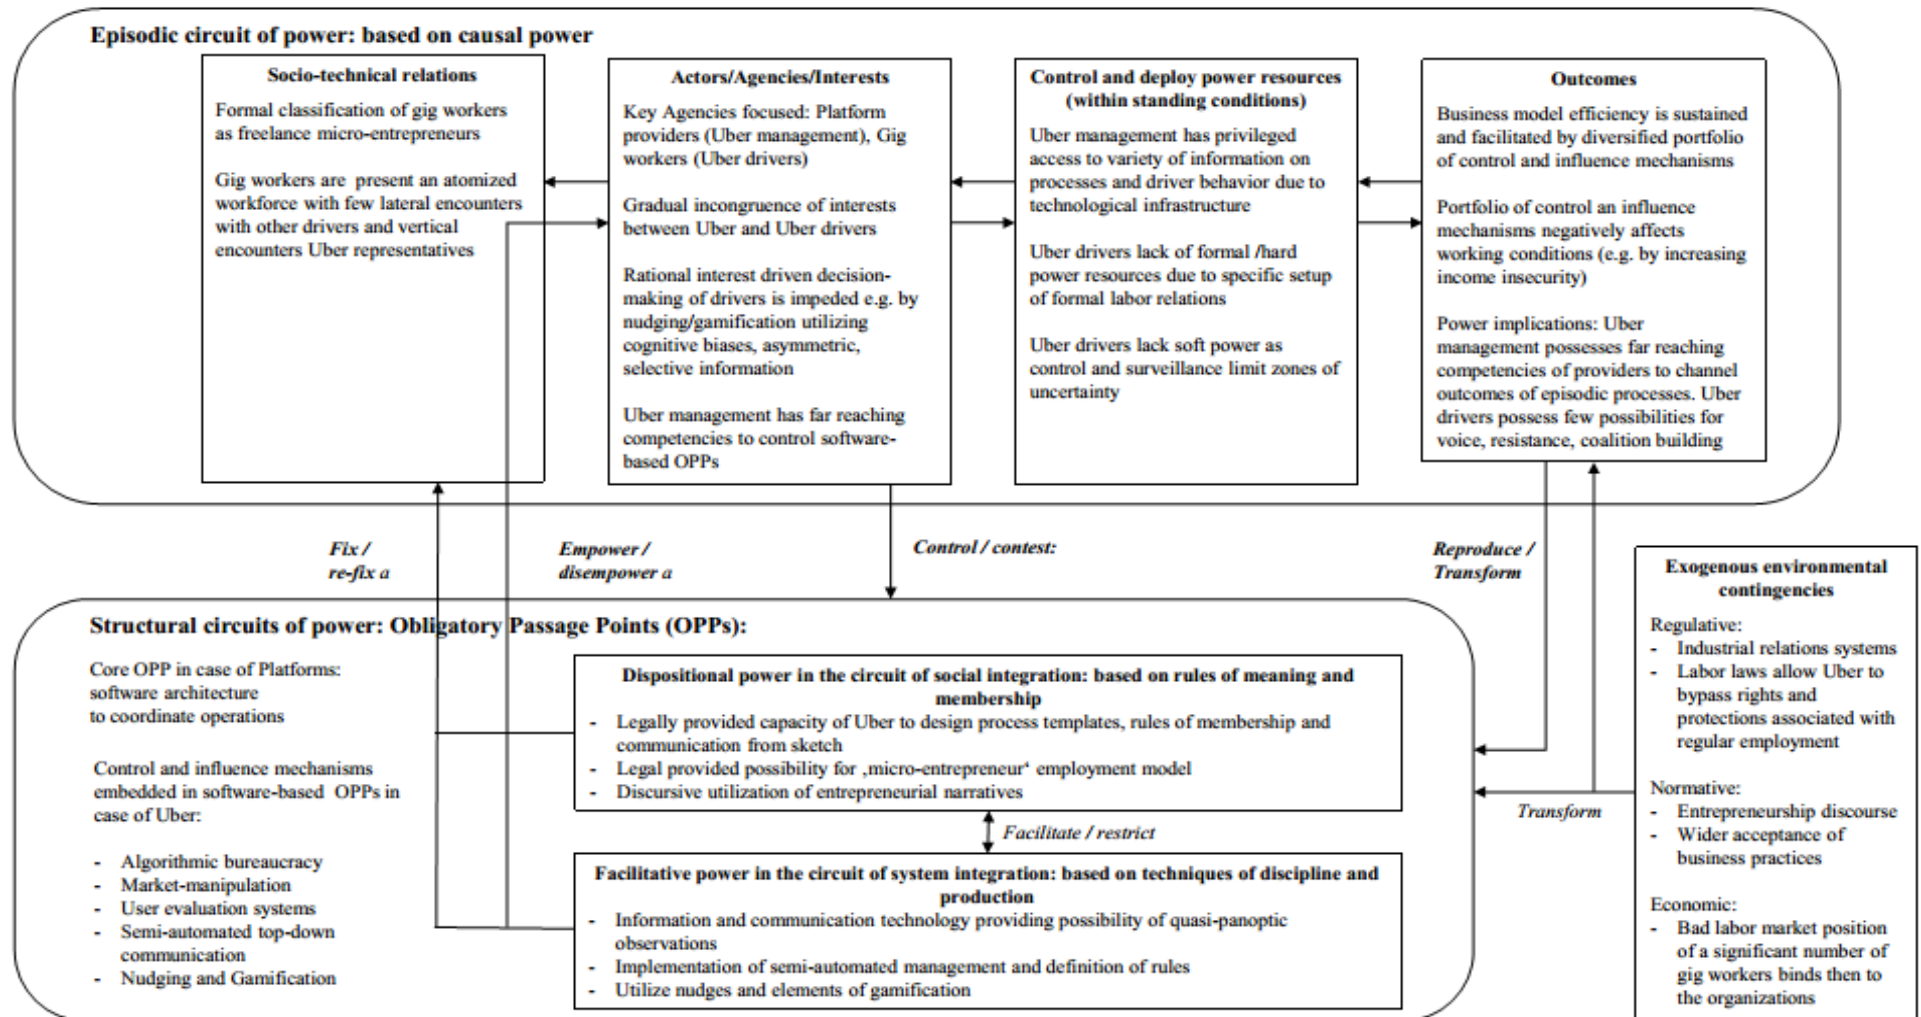 Episodic circuit of power: based on causal power
Socio-technical relations
Formal classification of gig workers
as freelance micro-entrepreneurs
Gig workers are  present an atomized
workforce with few lateral encounters
with other drivers and vertical
encounters Uber representatives
Actors/Agencies/Interests
Key Agencies focused: Platform
providers (Uber management), Gig
workers (Uber drivers)
Gradual incongruence of interests
between Uber and Uber drivers
Rational interest driven decision-
making of drivers is impeded e.g. by
nudging/gamification utilizing
cognitive biases, asymmetric,
selective information
Uber management has far reaching
competencies to control software-
based OPPs
Control and deploy power resources
(within standing conditions)
Uber management has privileged
access to variety of information on
processes and driver behavior due to
technological infrastructure
Uber drivers lack of formal /hard
power resources due to specific setup
of formal labor relations
Uber drivers lack soft power as
control and surveillance limit zones of
uncertainty
Outcomes
Business model efficiency is sustained
and facilitated by diversified portfolio
of control and influence mechanisms
Portfolio of control an influence
mechanisms negatively affects
working conditions (e.g. by increasing
income insecurity)
Power implications: Uber
management possesses far reaching
competencies of providers to channel
outcomes of episodic processes. Uber
drivers possess few possibilities for
voice, resistance, coalition building
Fix /
re-fix a
Empower /
disempower a
Control / contest:
Reproduce /
Transform
Structural circuits of power: Obligatory Passage Points (OPPs):
Core OPP in case of Platforms:
software architecture
to coordinate operations
Control and influence mechanisms
embedded in software-based  OPPs in
case of Uber:
- Algorithmic bureaucracy
- Market-manipulation
- User evaluation systems
- Semi-automated top-down
communication
- Nudging and Gamification
Dispositional power in the circuit of social integration: based on rules of meaning and
membership
- Legally provided capacity of Uber to design process templates, rules of membership and
communication from sketch
- Legal provided possibility for ‚micro-entrepreneur‘ employment model
- Discursive utilization of entrepreneurial narratives
Facilitate / restrict
Facilitative power in the circuit of system integration: based on techniques of discipline and
production
- Information and communication technology providing possibility of quasi-panoptic
observations
- Implementation of semi-automated management and definition of rules
- Utilize nudges and elements of gamification
Transform
Exogenous environmental
contingencies
Regulative:
- Industrial relations systems
- Labor laws allow Uber to
bypass rights and
protections associated with
regular employment
Normative:
- Entrepreneurship discourse
- Wider acceptance of
business practices
Economic:
- Bad labor market position
of a significant number of
gig workers binds then to
the organizations